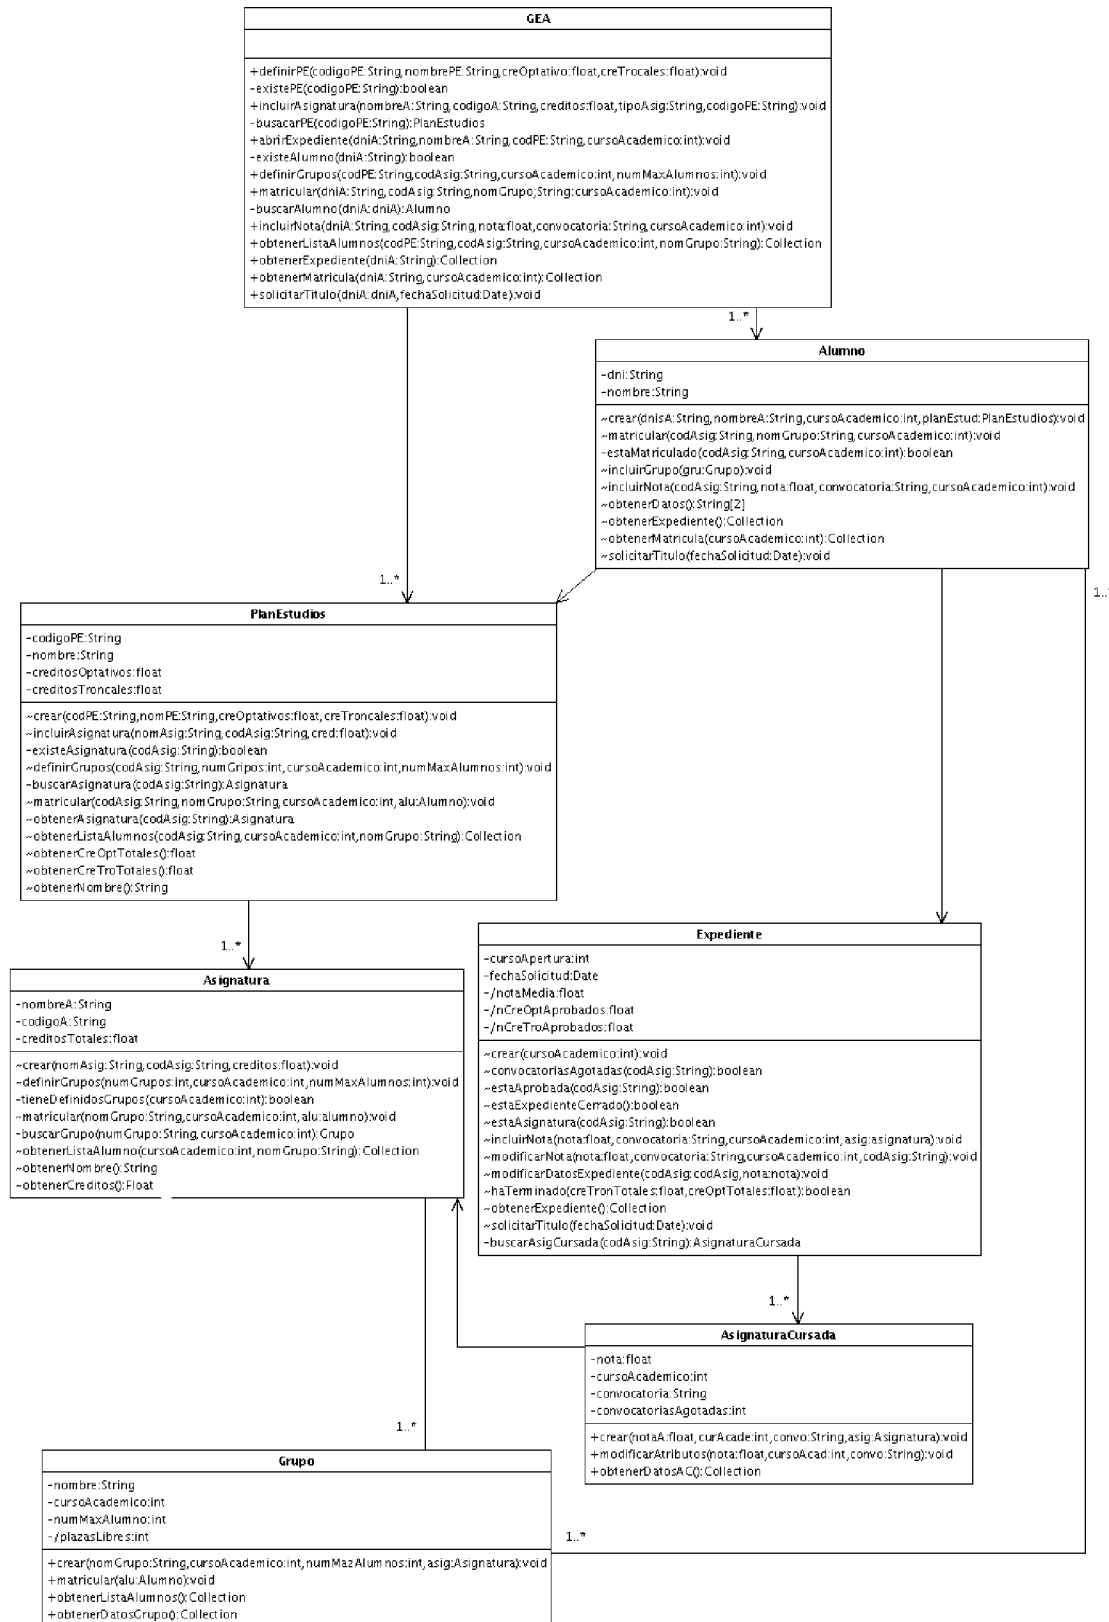 GEA
+definirPE(codigoPE:String,nombrePE:String,creOptativo:float,creTrocales:float):void
-existePE(codigoPE:String):boolean
+incluirAsignatura(nombreA:String,codigoA:String,creditos:float,tipoAsig:String,codigoPE:String):void
-busacarPE(codigoPE:String):PlanEstudios
+abrirExpediente(dniA:String,nombreA:String,codPE:String,cursoAcademico:int):void
-existeAlumno(dniA:String):boolean
+definirGrupos(codPE:String,codAsig:String,cursoAcademico:int,numMaxAlumnos:int):void
+matricular(dniA:String,codAsig:String,nomGrupo;String:cursoAcademico:int):void
-buscarAlumno(dniA:dniA):Alumno
+incluirNota(dniA:String,codAsig:String,nota:float,convocatoria:String,cursoAcademico:int):void
+obtenerListaAlumnos(codPE:String,codAsig:String,cursoAcademico:int,nomGrupo:String):Collection
+obtenerExpediente(dniA:String):Collection
+obtenerMatricula(dniA:String,cursoAcademico:int):Collection
+solicitarTitulo(dniA:dniA,fechaSolicitud:Date):void
1..*
Alumno
-dni:String
-nombre:String
~crear(dnisA:String,nombreA:String,cursoAcademico:int,planEstud:PlanEstudios):void
~matricular(codAsig:String,nomGrupo:String,cursoAcademico:int):void
-estaMatriculado(codAsig:String,cursoAcademico:int):boolean
~incluirGrupo(gru:Grupo):void
~incluirNota(codAsig:String,nota:float,convocatoria:String,cursoAcademico:int):void
~obtenerDatos():String[2]
~obtenerExpediente():Collection
~obtenerMatricula(cursoAcademico:int):Collection
~solicitarTitulo(fechaSolicitud:Date):void
1..*
1..*
PlanEstudios
-codigoPE:String
-nombre:String
-creditosOptativos:float
-creditosTroncales:float
~crear(codPE:String,nomPE:String,creOptativos:float,creTroncales:float):void
~incluirAsignatura(nomAsig:String,codAsig:String,cred:float):void
-existeAsignatura(codAsig:String):boolean
~definirGrupos(codAsig:String,numGripos:int,cursoAcademico:int,numMaxAlumnos:int):void
-buscarAsignatura(codAsig:String):Asignatura
~matricular(codAsig:String,nomGrupo:String,cursoAcademico:int,alu:Alumno):void
~obtenerAsignatura(codAsig:String):Asignatura
~obtenerListaAlumnos(codAsig:String,cursoAcademico:int,nomGrupo:String):Collection
~obtenerCreOptTotales():float
~obtenerCreTroTotales():float
~obtenerNombre():String
1..*
Asignatura
-nombreA:String
-codigoA:String
-creditosTotales:float
~crear(nomAsig:String,codAsig:String,creditos:float):void
~definirGrupos(numGrupos:int,cursoAcademico:int,numMaxAlumnos:int):void
-tieneDefinidosGrupos(cursoAcademico:int):boolean
~matricular(nomGrupo:String,cursoAcademico:int,alu:alumno):void
-buscarGrupo(numGrupo:String,cursoAcademico:int):Grupo
~obtenerListaAlumno(cursoAcademico:int,nomGrupo:String):Collection
~obtenerNombre():String
~obtenerCreditos():Float
Expediente
-cursoApertura:int
-fechaSolicitud:Date
-/notaMedia:float
-/nCreOptAprobados:float
-/nCreTroAprobados:float
~crear(cursoAcademico:int):void
~convocatoriasAgotadas(codAsig:String):boolean
~estaAprobada(codAsig:String):boolean
~estaExpedienteCerrado():boolean
~estaAsignatura(codAsig:String):boolean
~incluirNota(nota:float,convocatoria:String,cursoAcademico:int,asig:asignatura):void
~modificarNota(nota:float,convocatoria:String,cursoAcademico:int,codAsig:String):void
~modificarDatosExpediente(codAsig:codAsig,nota:nota):void
~haTerminado(creTronTotales:float,creOptTotales:float):boolean
~obtenerExpediente():Collection
~solicitarTitulo(fechaSolicitud:Date):void
-buscarAsigCursada(codAsig:String):AsignaturaCursada
1..*
AsignaturaCursada
-nota:float
-cursoAcademico:int
-convocatoria:String
-convocatoriasAgotadas:int
+crear(notaA:float,curAcade:int,convo:String,asig:Asignatura):void
+modificarAtributos(nota:float,cursoAcad:int,convo:String):void
+obtenerDatosAC():Collection
1..*
Grupo
-nombre:String
-cursoAcademico:int
-numMaxAlumno:int
-/plazasLibres:int
+crear(nomGrupo:String,cursoAcademico:int,numMazAlumnos:int,asig:Asignatura):void
+matricular(alu:Alumno):void
+obtenerListaAlumnos():Collection
+obtenerDatosGrupo():Collection
1..*